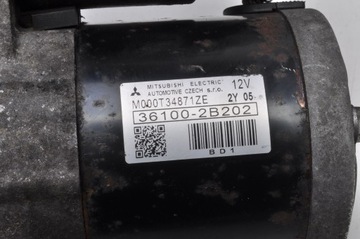 MITSUBISHI ELECTRIC
AUTOMOTIVE CZECH s.r.o. 12V
M000T34871ZE 2Y 05
36100-2B202
BD1